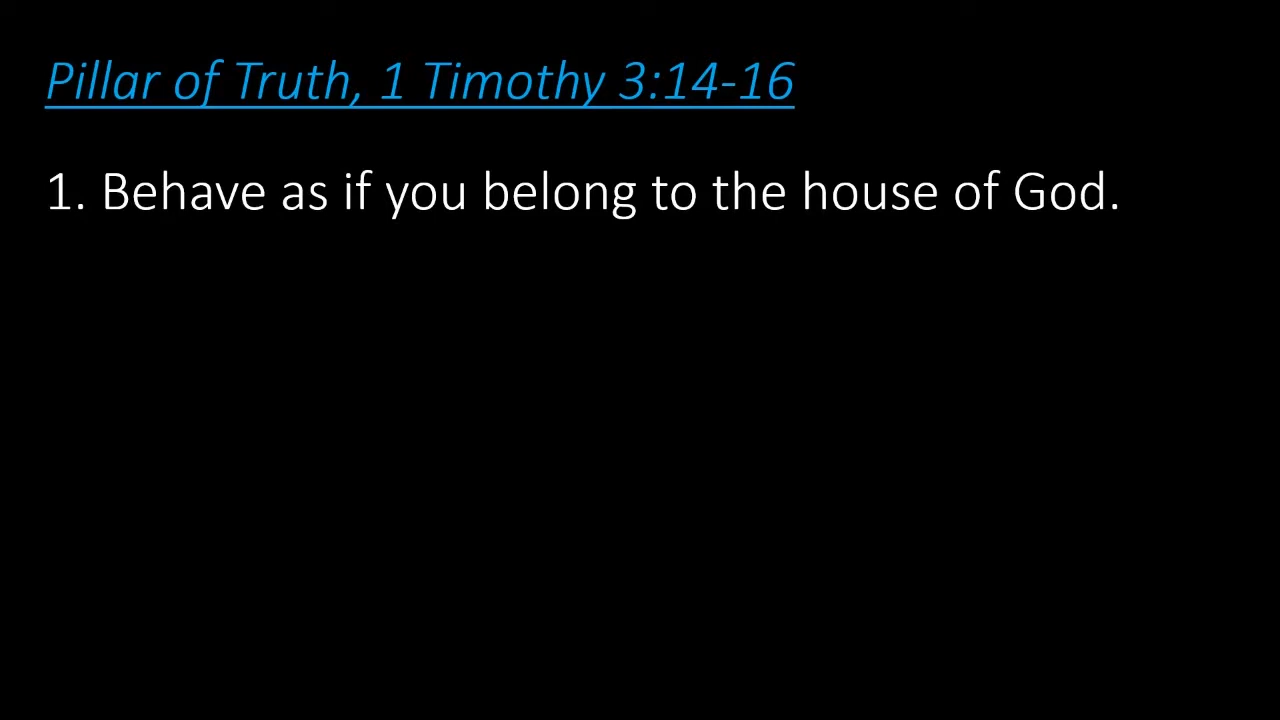 Pillar of Truth, 1 Timothy 3:14-16
1. Behave as if you belong to the house of God.